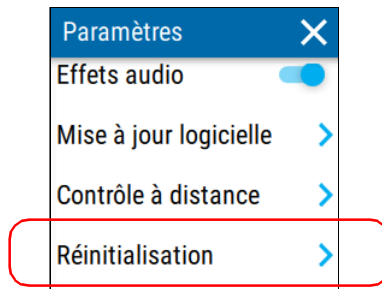 Paramètres
Effets audio
Mise à jour logicielle
Contrôle à distance
Réinitialisation